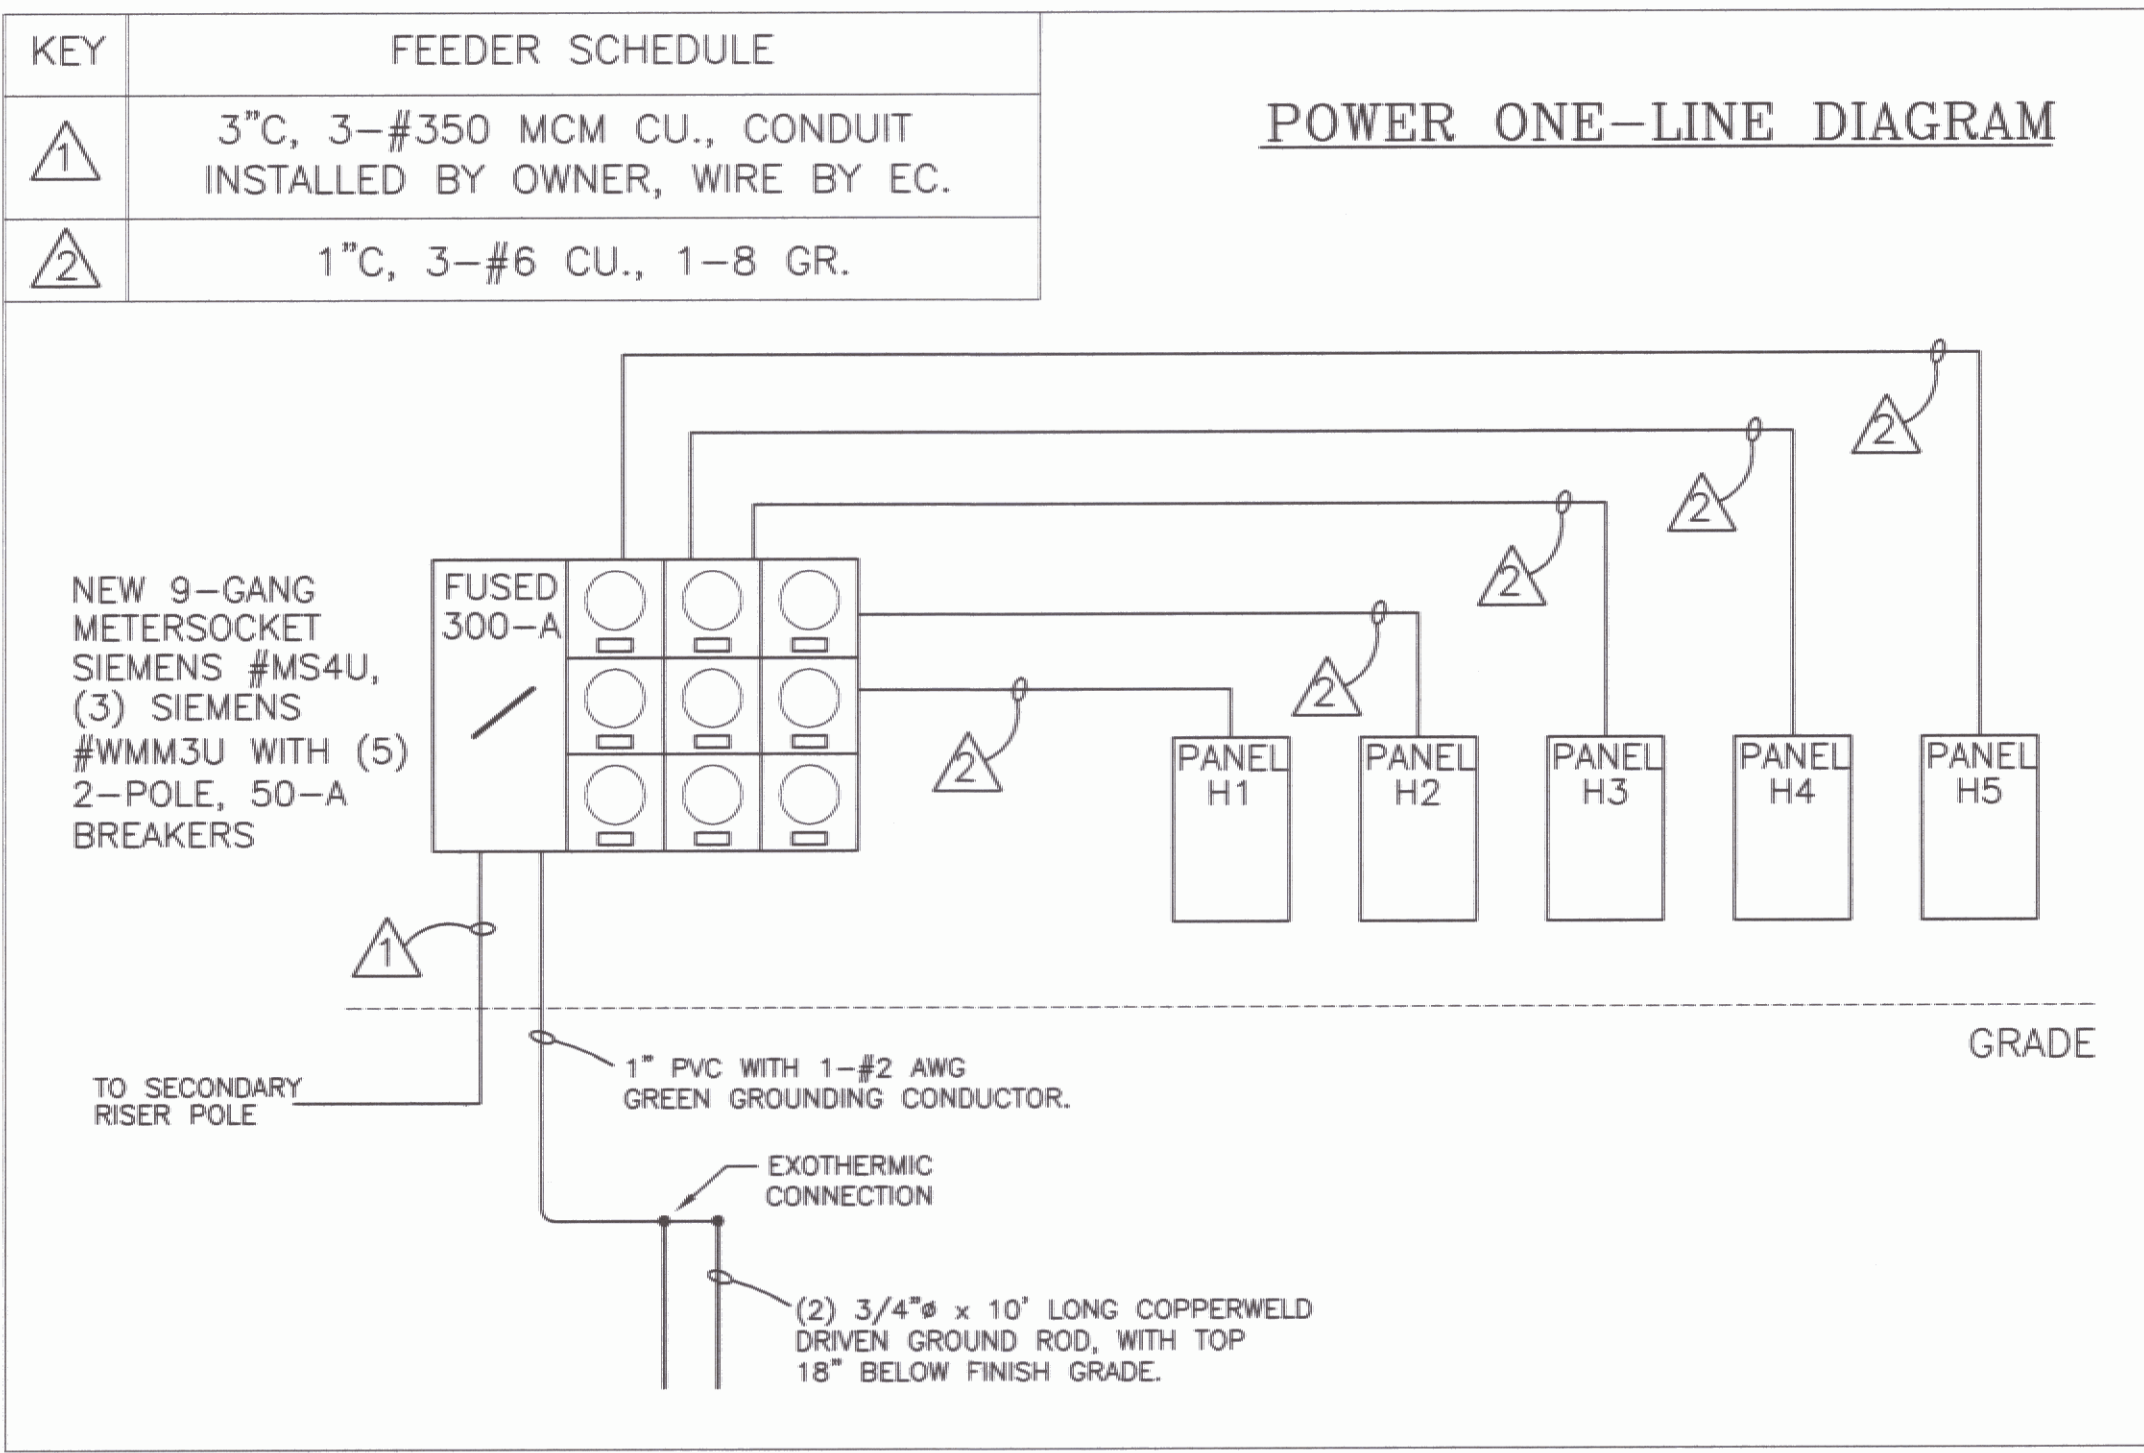 KEY FEEDER SCHEDULE
1 3"C, 3-#350 MCM CU., CONDUIT
INSTALLED BY OWNER, WIRE BY EC.
2 1"C, 3-#6 CU., 1-8 GR.
POWER ONE-LINE DIAGRAM
2
2
2
2
2
NEW 9-GANG
METERSOCKET
SIEMENS #MS4U,
(3) SIEMENS
#WMM3U WITH (5)
2-POLE, 50-A
BREAKERS
FUSED
300-A
PANEL
H1
PANEL
H2
PANEL
H3
PANEL
H4
PANEL
H5
1
GRADE
TO SECONDARY
RISER POLE
1" PVC WITH 1-#2 AWG
GREEN GROUNDING CONDUCTOR.
EXOTHERMIC
CONNECTION
(2) 3/4"ø x 10' LONG COPPERWELD
DRIVEN GROUND ROD, WITH TOP
18" BELOW FINISH GRADE.